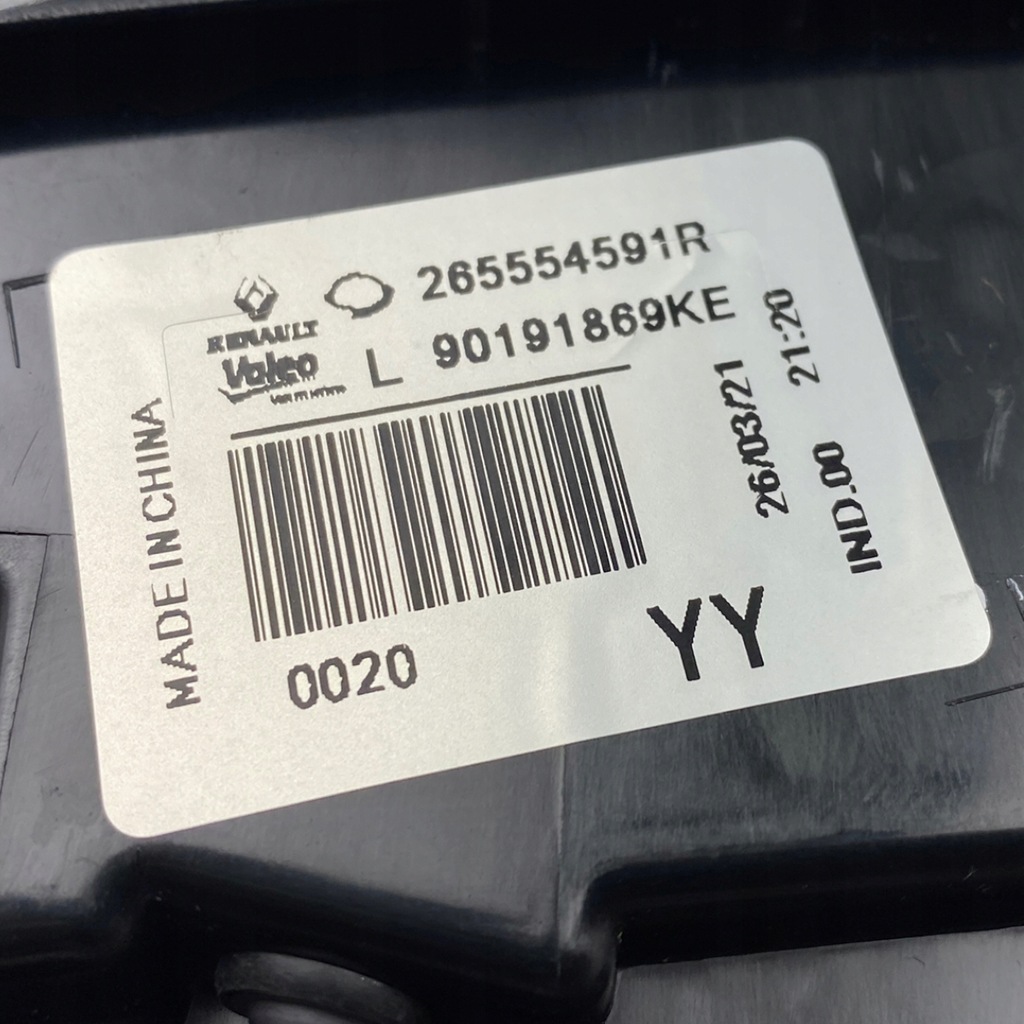 265554591R
RENAULT
Valeo
L 90191869KE
MADE IN CHINA
0020
YY
26/03/21 21:20
IND.00